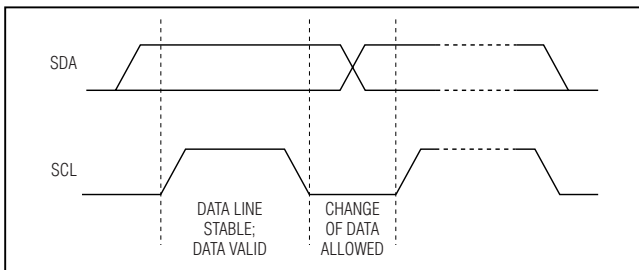 SDA
SCL
DATA LINE
STABLE;
DATA VALID
CHANGE
OF DATA
ALLOWED